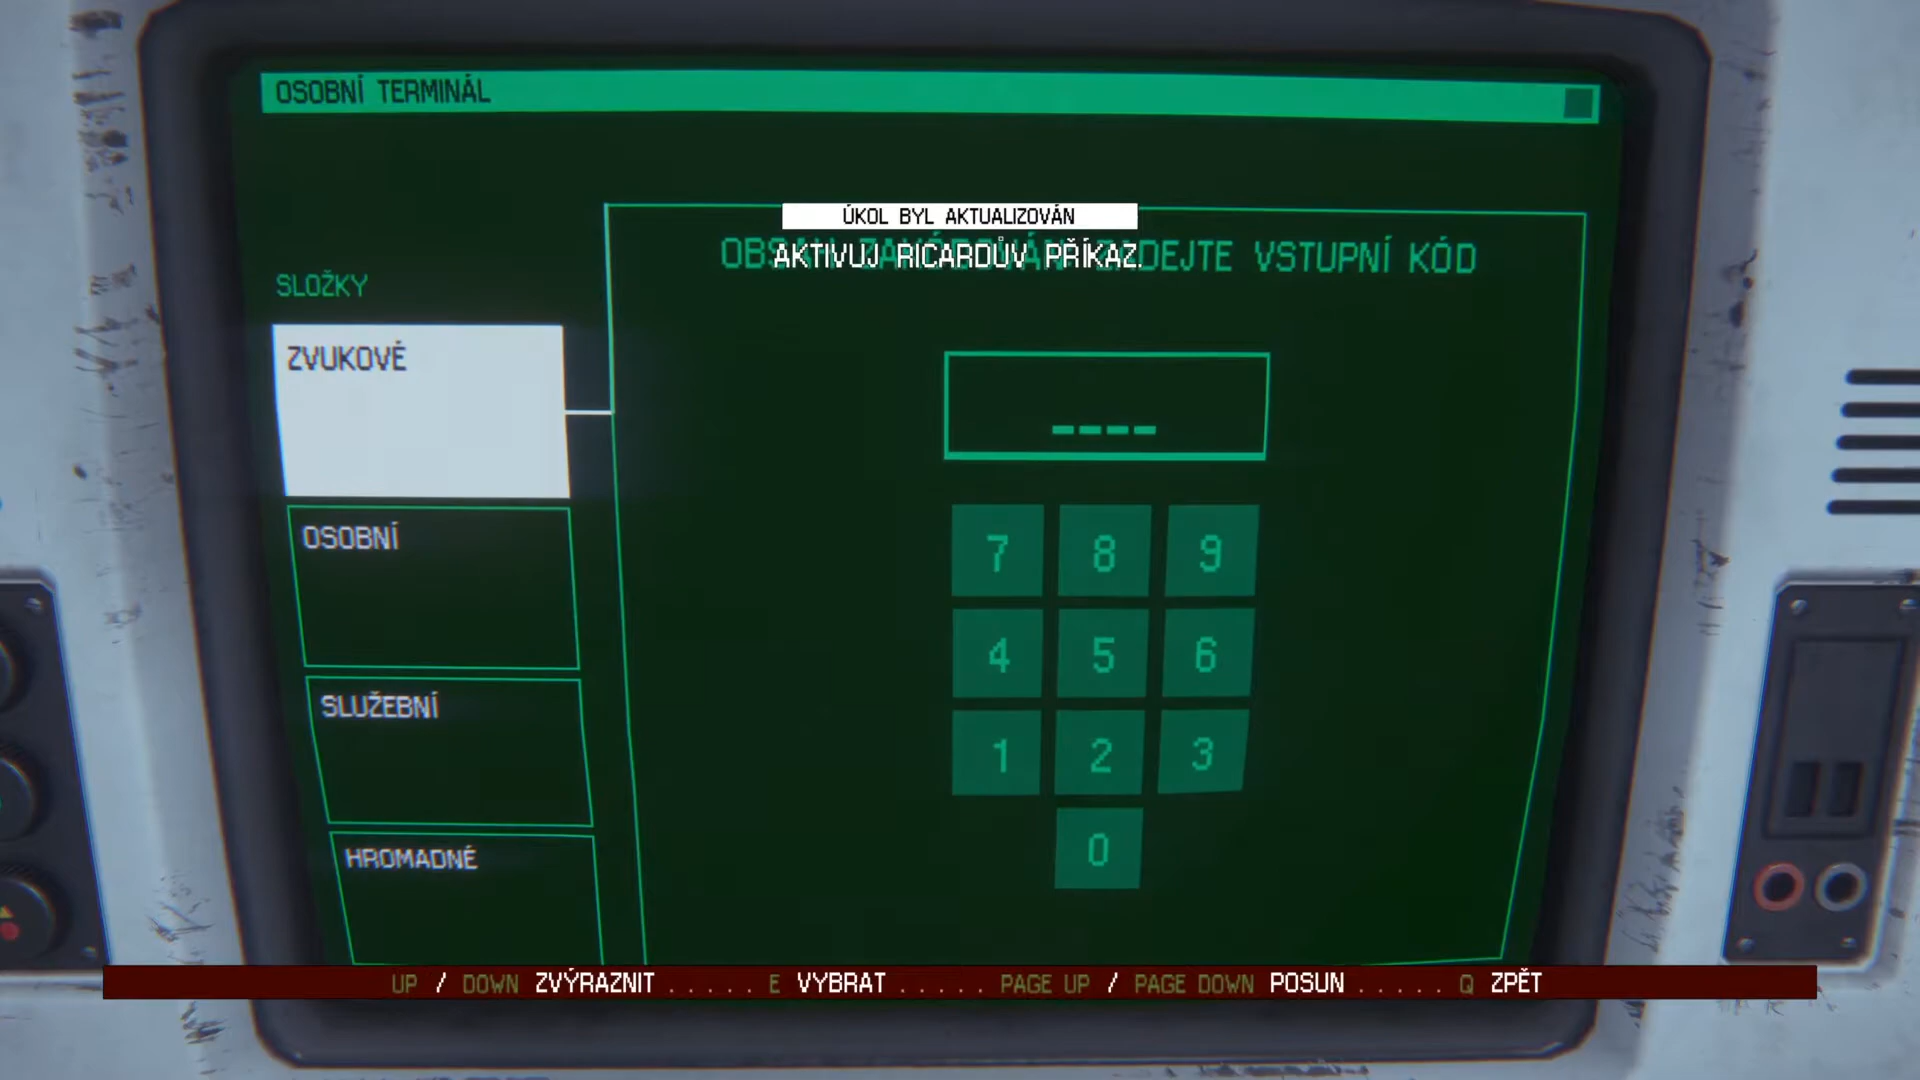 OSOBNÍ TERMINÁL
ÚKOL BYL AKTUALIZOVÁN
AKTIVUJ RICARDŮV PŘÍKAZ.
VSTUPNÍ KÓD
SLOŽKY
ZVUKOVÉ
OSOBNÍ
SLUŽEBNÍ
HROMADNÉ
7 8 9
4 5 6
1 2 3
0
UP / DOWN ZVÝRAZNIT ..... E VYBRAT ..... PAGE UP / PAGE DOWN POSUN ..... Q ZPĚT